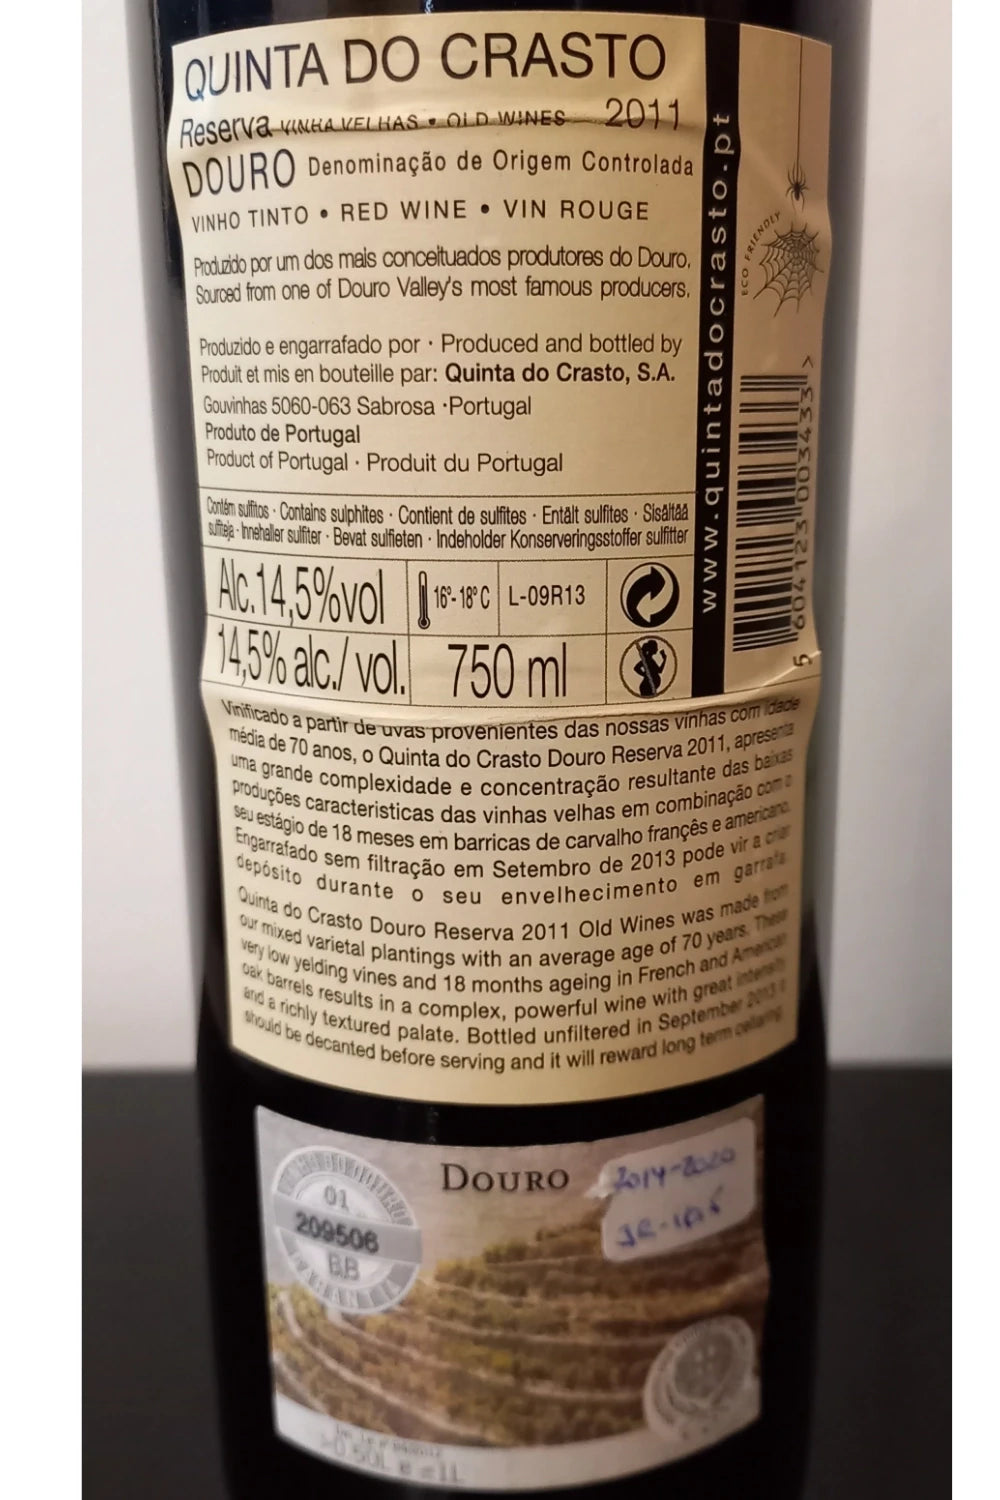 QUINTA DO CRASTO
Reserva VINHA VELHAS • OLD WINES 2011
DOURO Denominação de Origem Controlada
VINHO TINTO • RED WINE • VIN ROUGE
Produzido por um dos mais conceituados produtores do Douro.
Sourced from one of Douro Valley's most famous producers.
Produzido e engarrafado por · Produced and bottled by
Produit et mis en bouteille par: Quinta do Crasto, S.A.
Gouvinhas 5060-063 Sabrosa ·Portugal
Produto de Portugal
Product of Portugal · Produit du Portugal
Contém sulfitos · Contains sulphites · Contient de sulfites · Entält sulfites · Sisältää
sulfiteja · Innehaller sulfiter · Bevat sulfieten · Indeholder Konserveringsstoffer sulfitter
Alc.14,5%vol
16º-18ºC
L-09R13
14,5% alc./ vol.
750 ml
www.quintadocrasto.pt
ECO FRIENDLY
5 604123 003433 >
Vinificado a partir de uvas provenientes das nossas vinhas com idade
média de 70 anos, o Quinta do Crasto Douro Reserva 2011, apresenta
uma grande complexidade e concentração resultante das baixas
produções caracteristicas das vinhas velhas em combinação com o
seu estágio de 18 meses em barricas de carvalho françês e americano.
Engarrafado sem filtração em Setembro de 2013 pode vir a criar
depósito durante o seu envelhecimento em garrafa
Quinta do Crasto Douro Reserva 2011 Old Wines was made from
our mixed varietal plantings with an average age of 70 years. These
very low yelding vines and 18 months ageing in French and American
oak barrels results in a complex, powerful wine with great intensity
and a richly textured palate. Bottled unfiltered in September 2013 it
should be decanted before serving and it will reward long term cellaring
DOURO
01
209506
BB
2014-2020
>0.50L e =1L